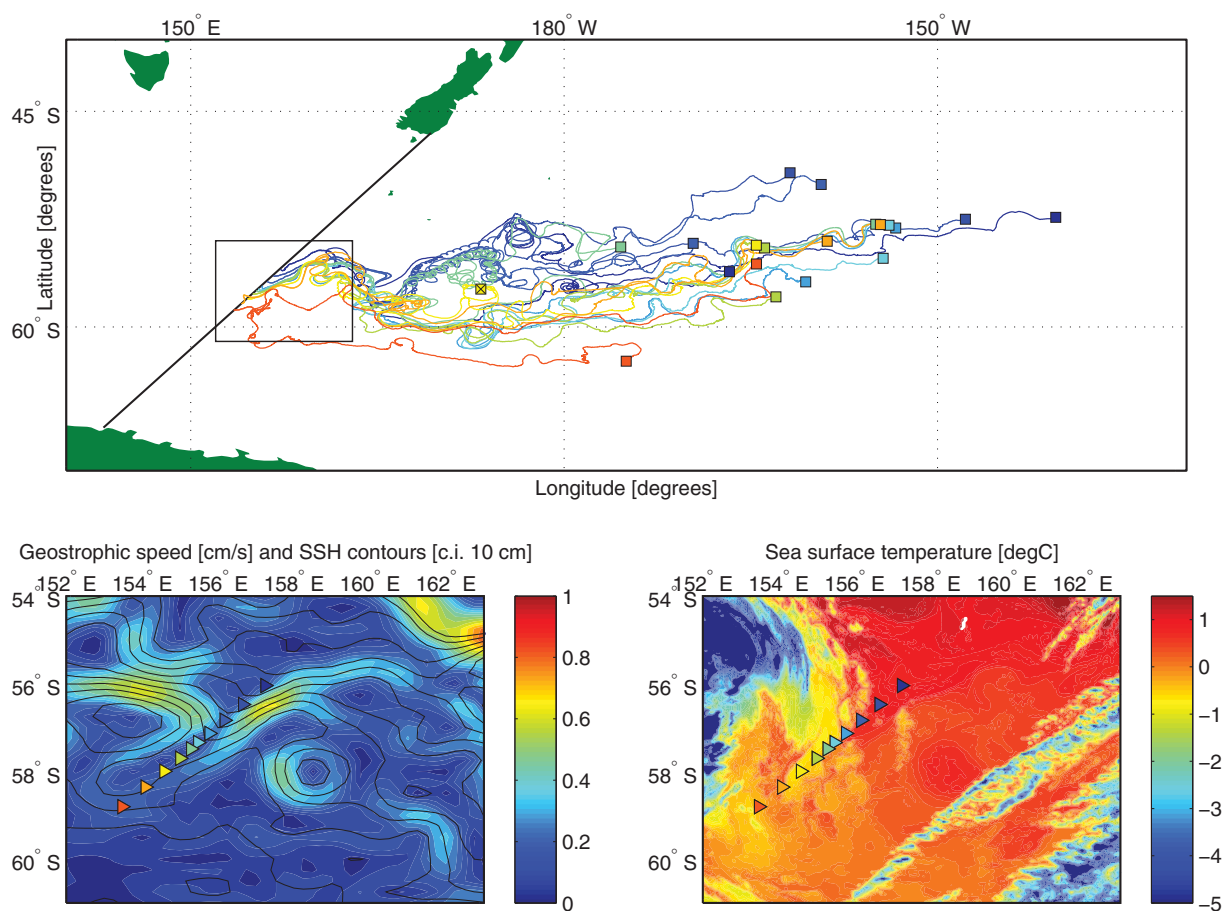 150° E 180° W 150° W
45° S
60° S
Latitude [degrees]
Longitude [degrees]
Geostrophic speed [cm/s] and SSH contours [c.i. 10 cm]
152° E 154° E 156° E 158° E 160° E 162° E
54° S
56° S
58° S
60° S
1
0.8
0.6
0.4
0.2
0
Sea surface temperature [degC]
152° E 154° E 156° E 158° E 160° E 162° E
54° S
56° S
58° S
60° S
1
0
−1
−2
−3
−4
−5